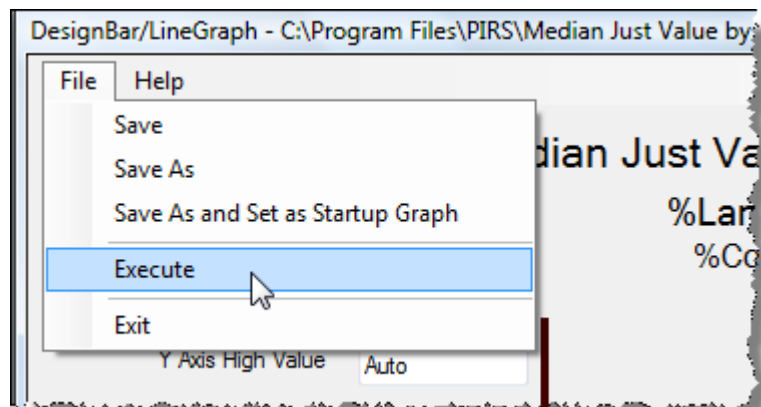 DesignBar/LineGraph - C:\Program Files\PIRS\Median Just Value by
File Help
Save
Save As
Save As and Set as Startup Graph
Execute
Exit
dian Just Va
%Lan
%Co
Y Axis High Value Auto